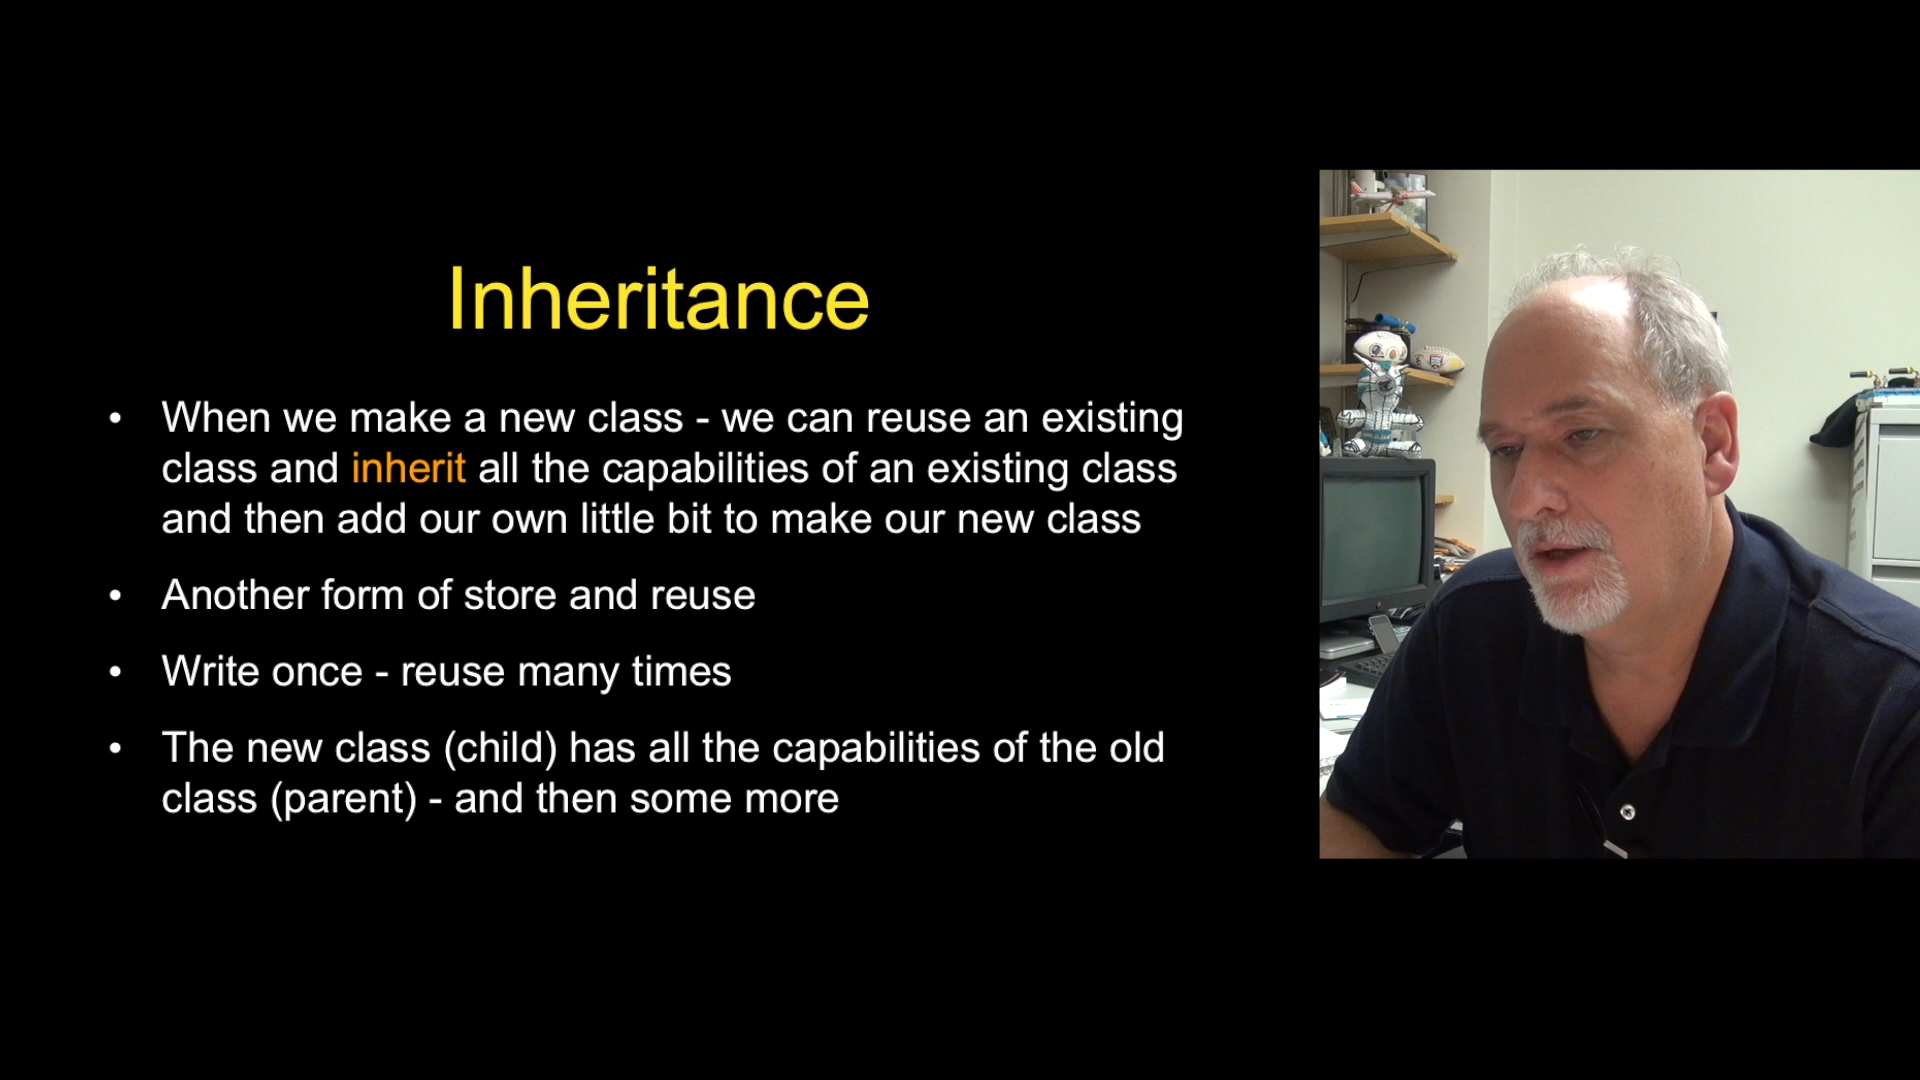 Inheritance
• When we make a new class - we can reuse an existing
class and inherit all the capabilities of an existing class
and then add our own little bit to make our new class
• Another form of store and reuse
• Write once - reuse many times
• The new class (child) has all the capabilities of the old
class (parent) - and then some more